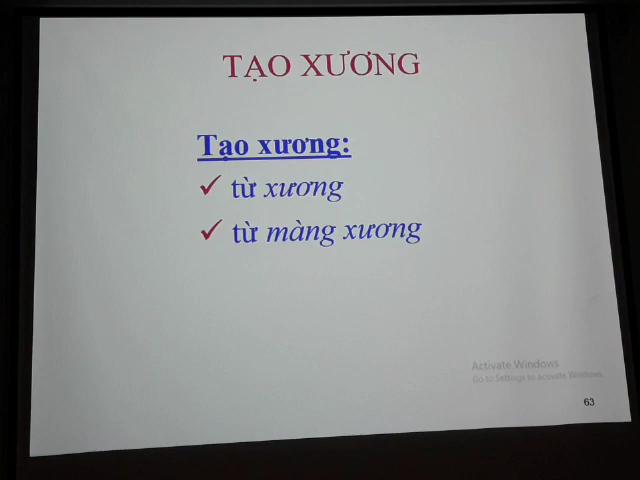 TẠO XƯƠNG
Tạo xương:
✓ từ xương
✓ từ màng xương
Activate Windows
Go to Settings to activate Windows.
63